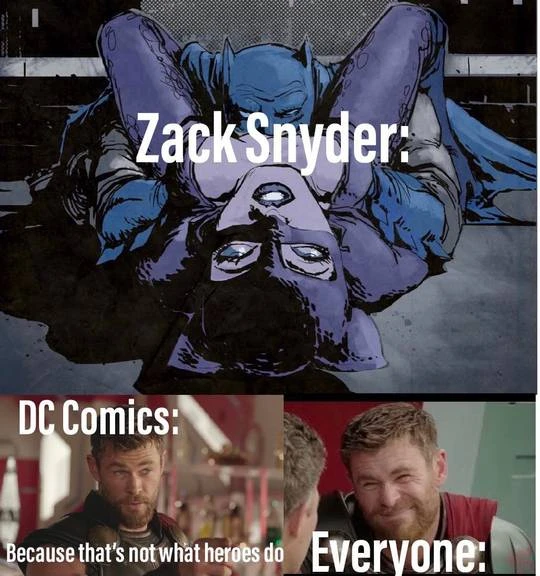 Zack Snyder:
DC Comics:
Because that's not what heroes do
Everyone: